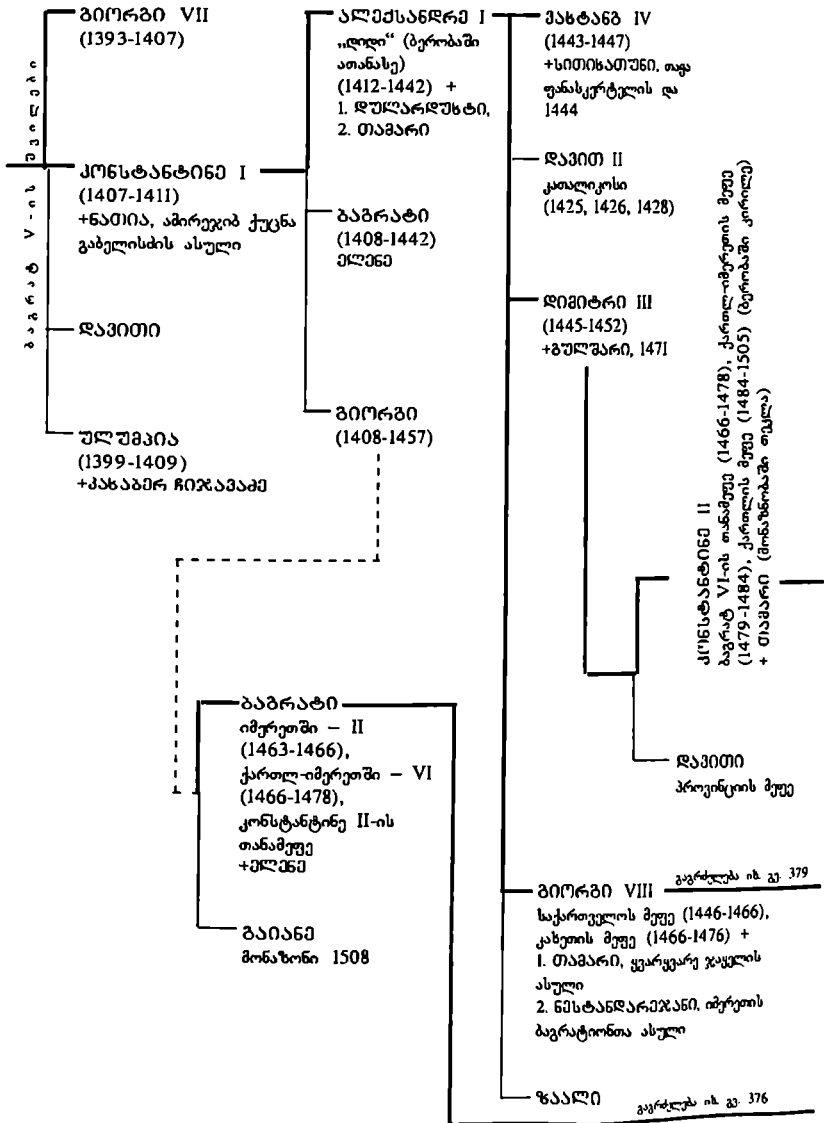 ბაგრატ V-ის შვილები
გიორგი VII
(1393-1407)
კონსტანტინე I
(1407-1411)
+ნათია, ამირეჯიბ ქუცნა
გაბელისძის ასული
დავითი
ულუმპია
(1399-1409)
+კახაბერ ჩიჯავაძე
ალექსანდრე I
„დიდი“ (ბერობაში
ათანასე)
(1412-1442) +
1. დულარდუხტი,
2. თამარი
ბაგრატი
(1408-1442)
ელენე
გიორგი
(1408-1457)
ბაგრატი
იმერეთში – II
(1463-1466),
ქართლ-იმერეთში – VI
(1466-1478),
კონსტანტინე II-ის
თანამეფე
+ელენე
გაიანე
მონაზონი 1508
ვახტანგ IV
(1443-1447)
+სითიხათუნი, თაყა
ფანასკერტელის და
1444
დავით II
კათალიკოსი
(1425, 1426, 1428)
დიმიტრი III
(1445-1452)
+გულშარი, 1471
კონსტანტინე II
ბაგრატ VI-ის თანამეფე (1466-1478), ქართლ-იმერეთის მეფე
(1479-1484), ქართლის მეფე (1484-1505) (ბერობაში კირილე)
+ თამარი (მონაზნობაში თეკლა)
დავითი
პროვინციის მეფე
გიორგი VIII
გაგრძელება იხ. გვ. 379
საქართველოს მეფე (1446-1466),
კახეთის მეფე (1466-1476) +
1. თამარი, ყვარყვარე ჯაყელის
ასული
2. ნესტანდარეჯანი, იმერეთის
ბაგრატიონთა ასული
ზაალი
გაგრძელება იხ. გვ. 376